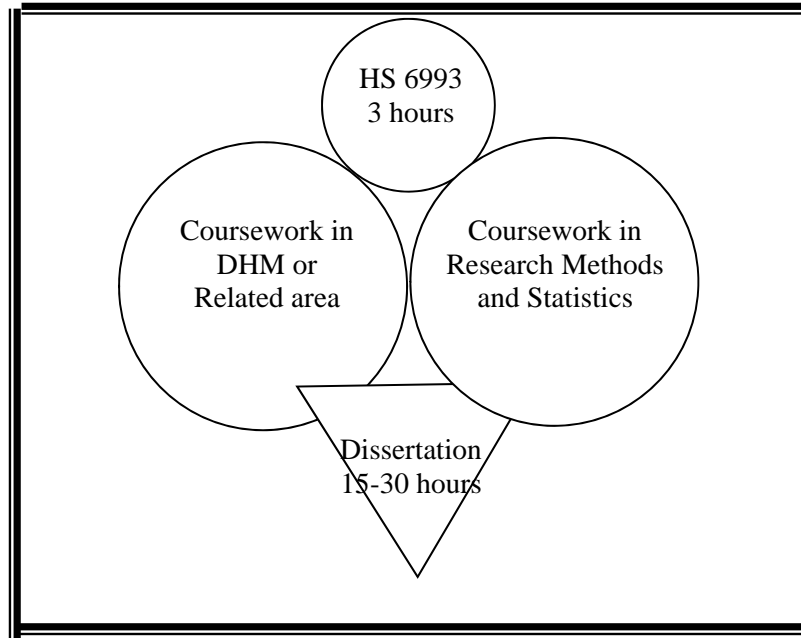 HS 6993
3 hours
Coursework in
DHM or
Related area
Coursework in
Research Methods
and Statistics
Dissertation
15-30 hours